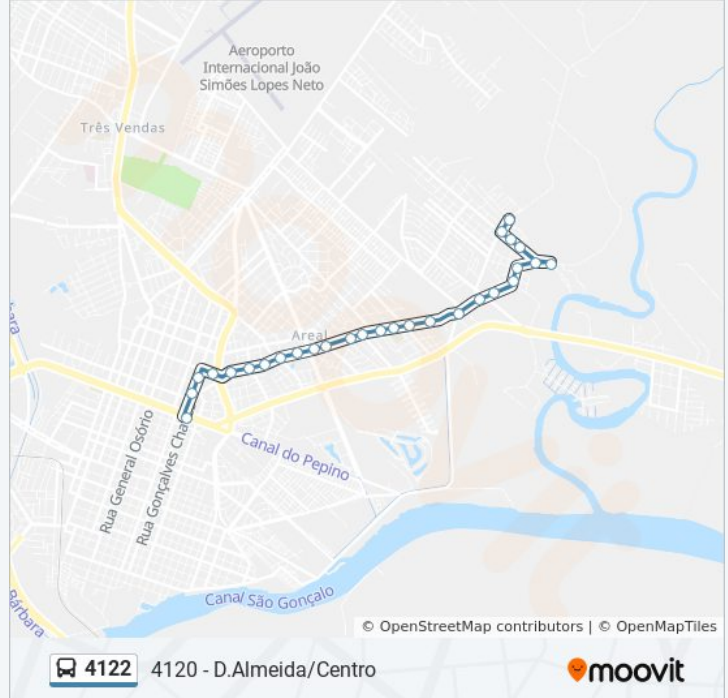 Aeroporto
Internacional João
Simões Lopes Neto
Três Vendas
Areal
Rua General Osório
Rua Gonçalves Cha
Canal do Pepino
Canal São Gonçalo
Bárbara
© OpenStreetMap contributors | © OpenMapTiles
4122 4120 - D.Almeida/Centro
moovit